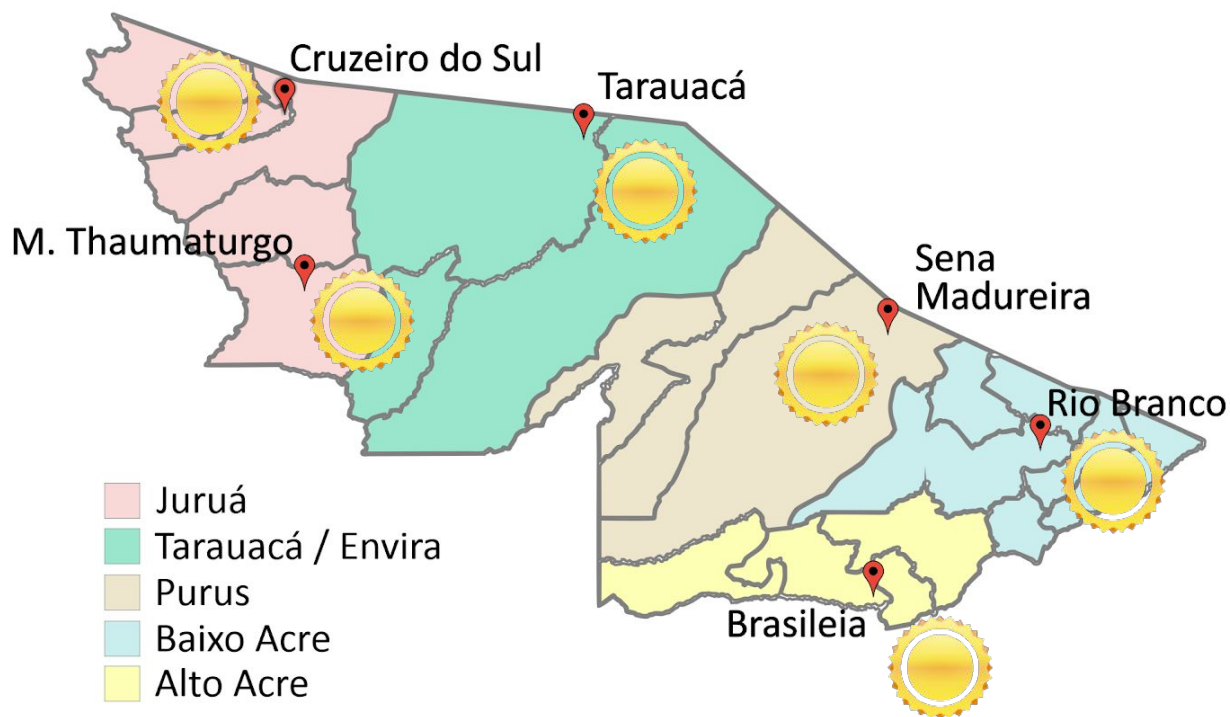 Cruzeiro do Sul
Tarauacá
M. Thaumaturgo
Sena
Madureira
Rio Branco
Brasileia
Juruá
Tarauacá / Envira
Purus
Baixo Acre
Alto Acre